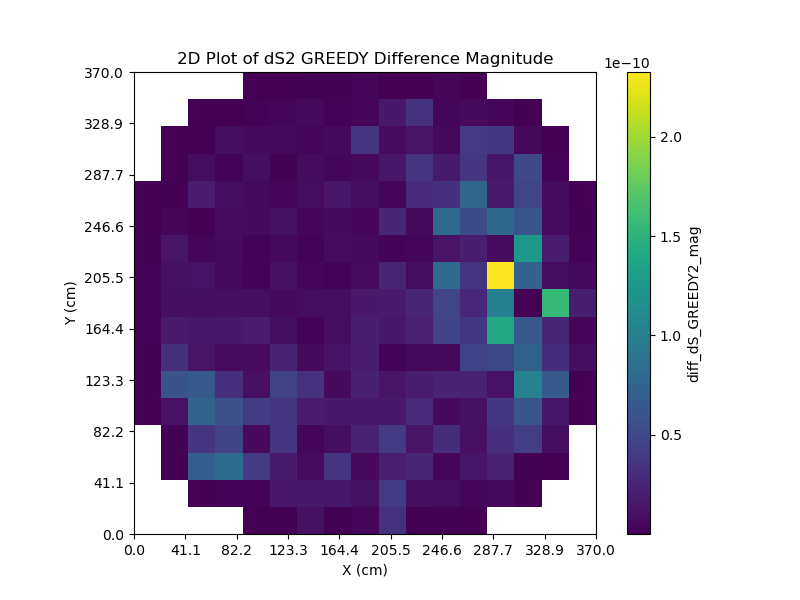 2D Plot of dS2 GREEDY Difference Magnitude
1e−10
370.0
328.9
287.7
246.6
205.5
164.4
123.3
82.2
41.1
0.0
Y (cm)
0.0 41.1 82.2 123.3 164.4 205.5 246.6 287.7 328.9 370.0
X (cm)
2.0
1.5
1.0
0.5
diff_dS_GREEDY2_mag